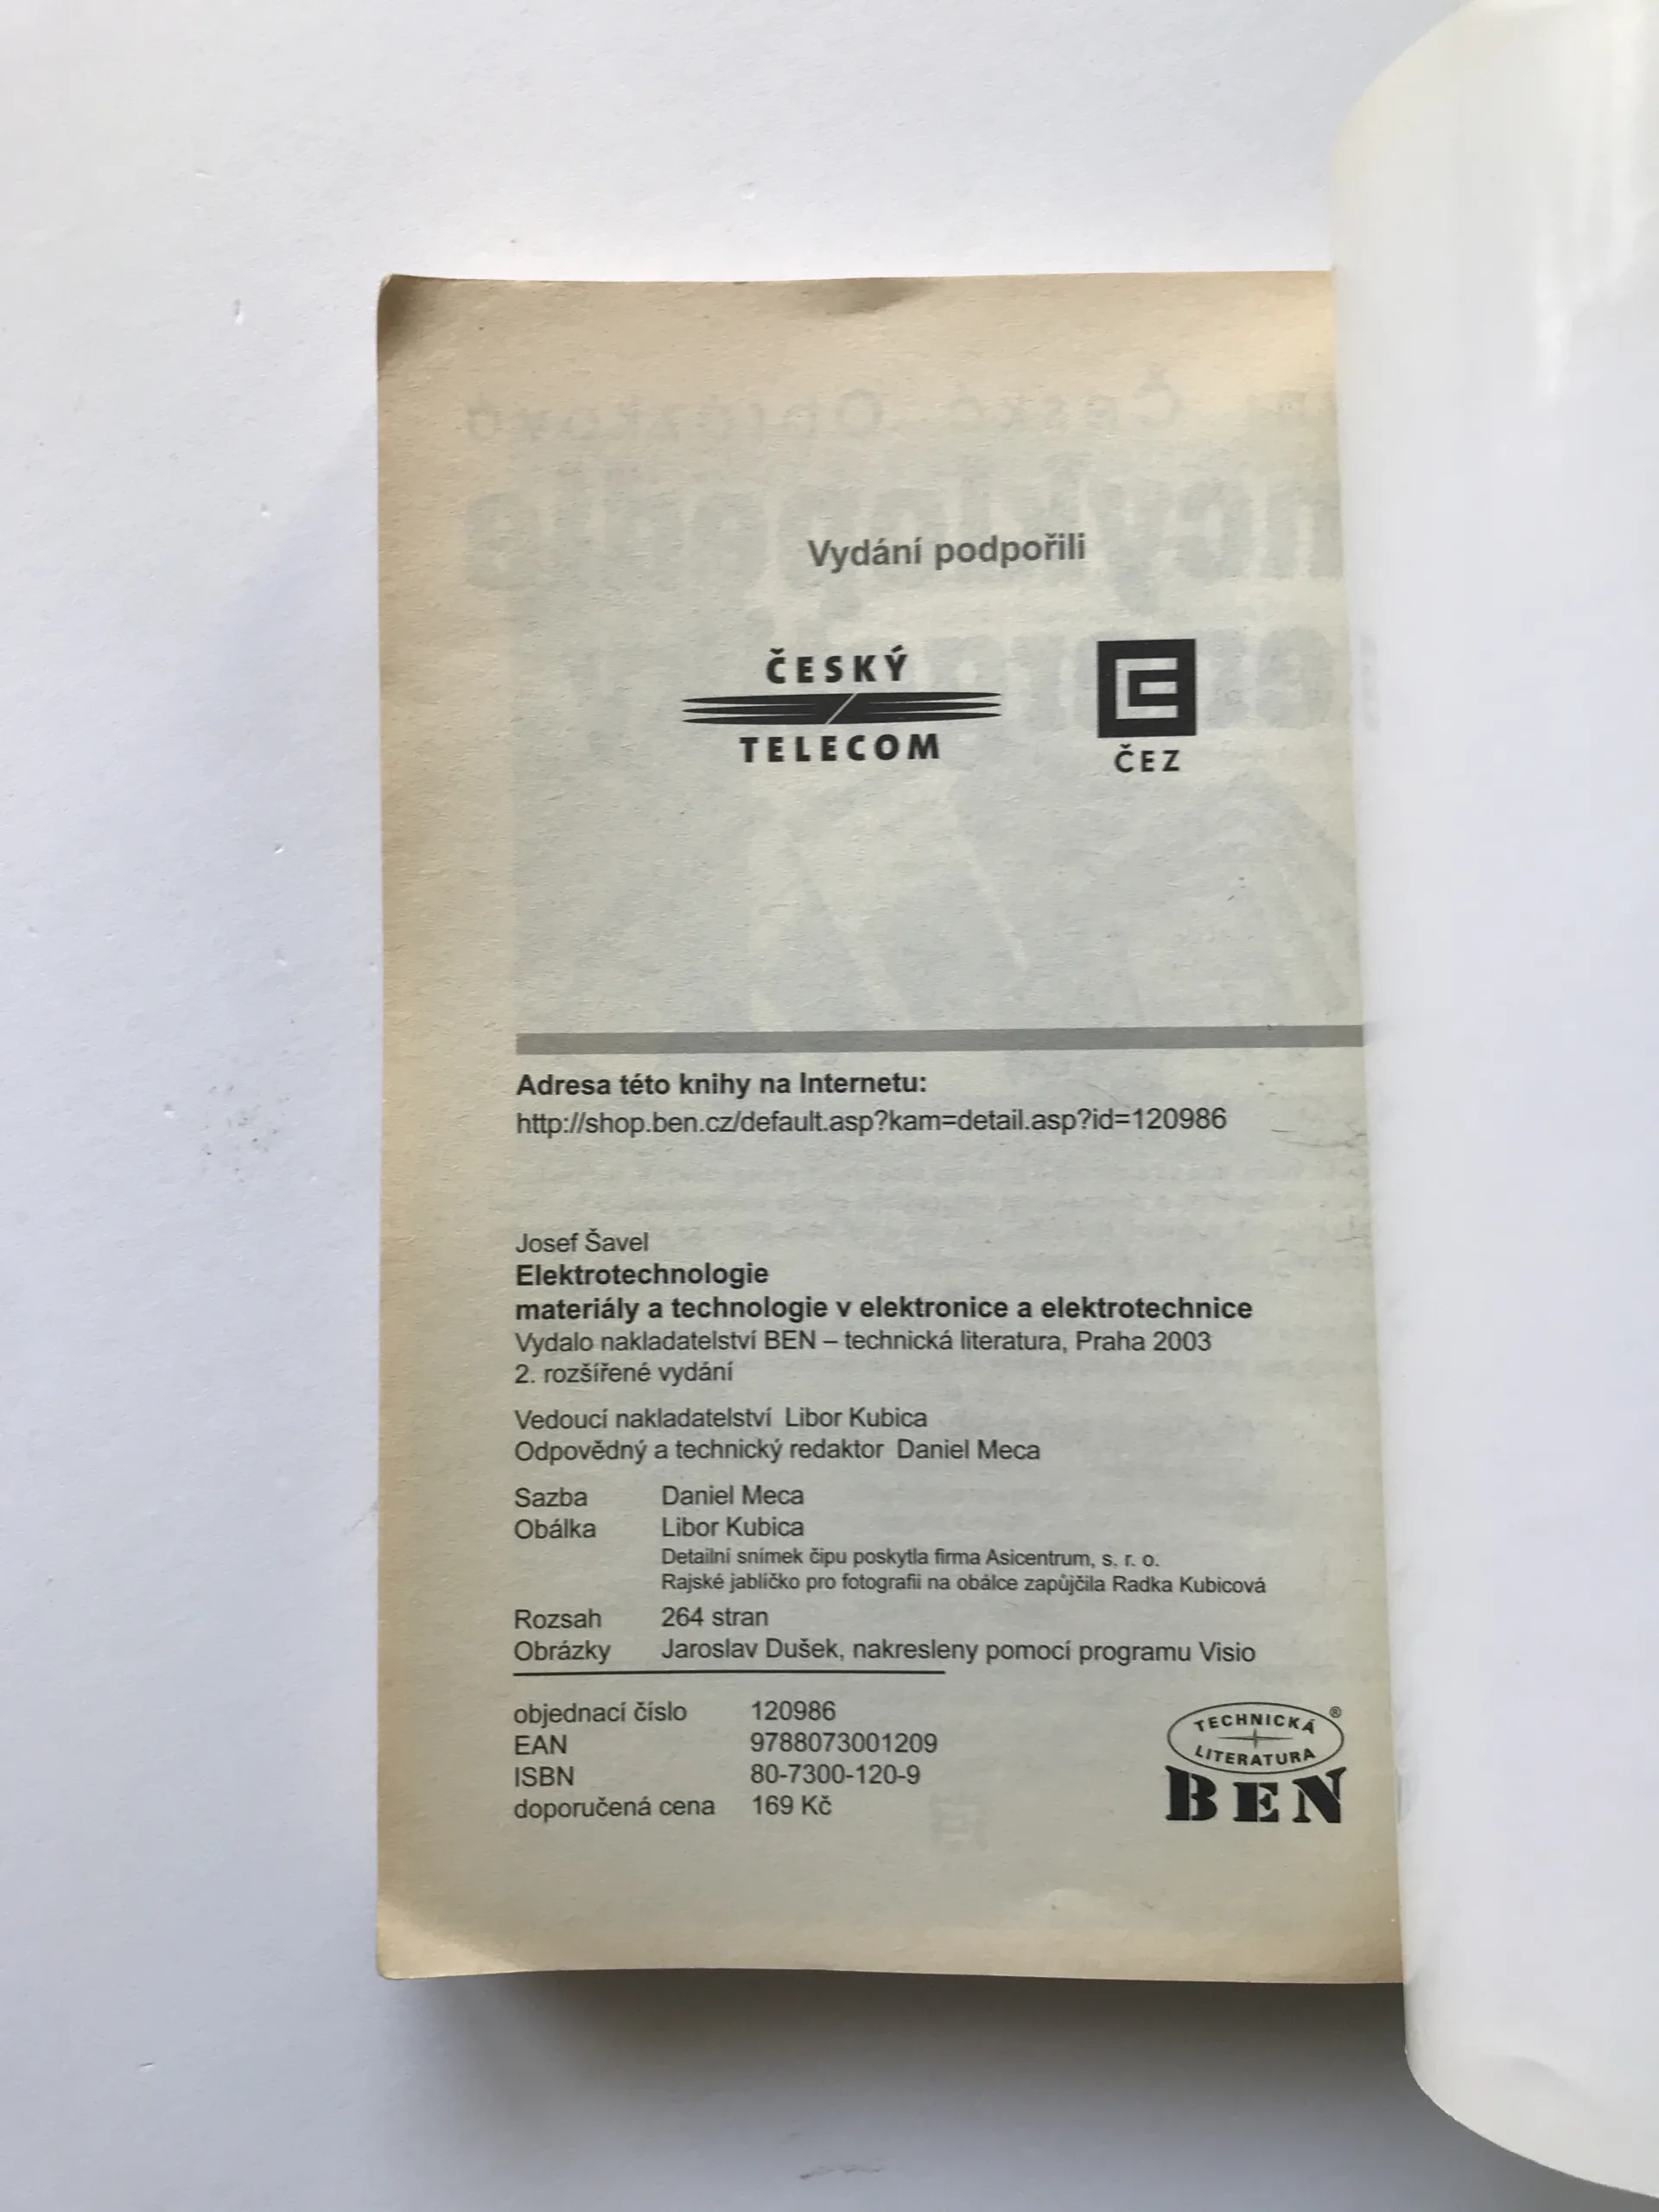 Vydání podpořili
ČESKÝ
TELECOM
ČEZ
Adresa této knihy na Internetu:
http://shop.ben.cz/default.asp?kam=detail.asp?id=120986
Josef Šavel
Elektrotechnologie
materiály a technologie v elektronice a elektrotechnice
Vydalo nakladatelství BEN – technická literatura, Praha 2003
2. rozšířené vydání
Vedoucí nakladatelství Libor Kubica
Odpovědný a technický redaktor Daniel Meca
Sazba Daniel Meca
Obálka Libor Kubica
Detailní snímek čipu poskytla firma Asicentrum, s. r. o.
Rajské jablíčko pro fotografii na obálce zapůjčila Radka Kubicová
Rozsah 264 stran
Obrázky Jaroslav Dušek, nakresleny pomocí programu Visio
objednací číslo 120986
EAN 9788073001209
ISBN 80-7300-120-9
doporučená cena 169 Kč
TECHNICKÁ ®
LITERATURA
BEN